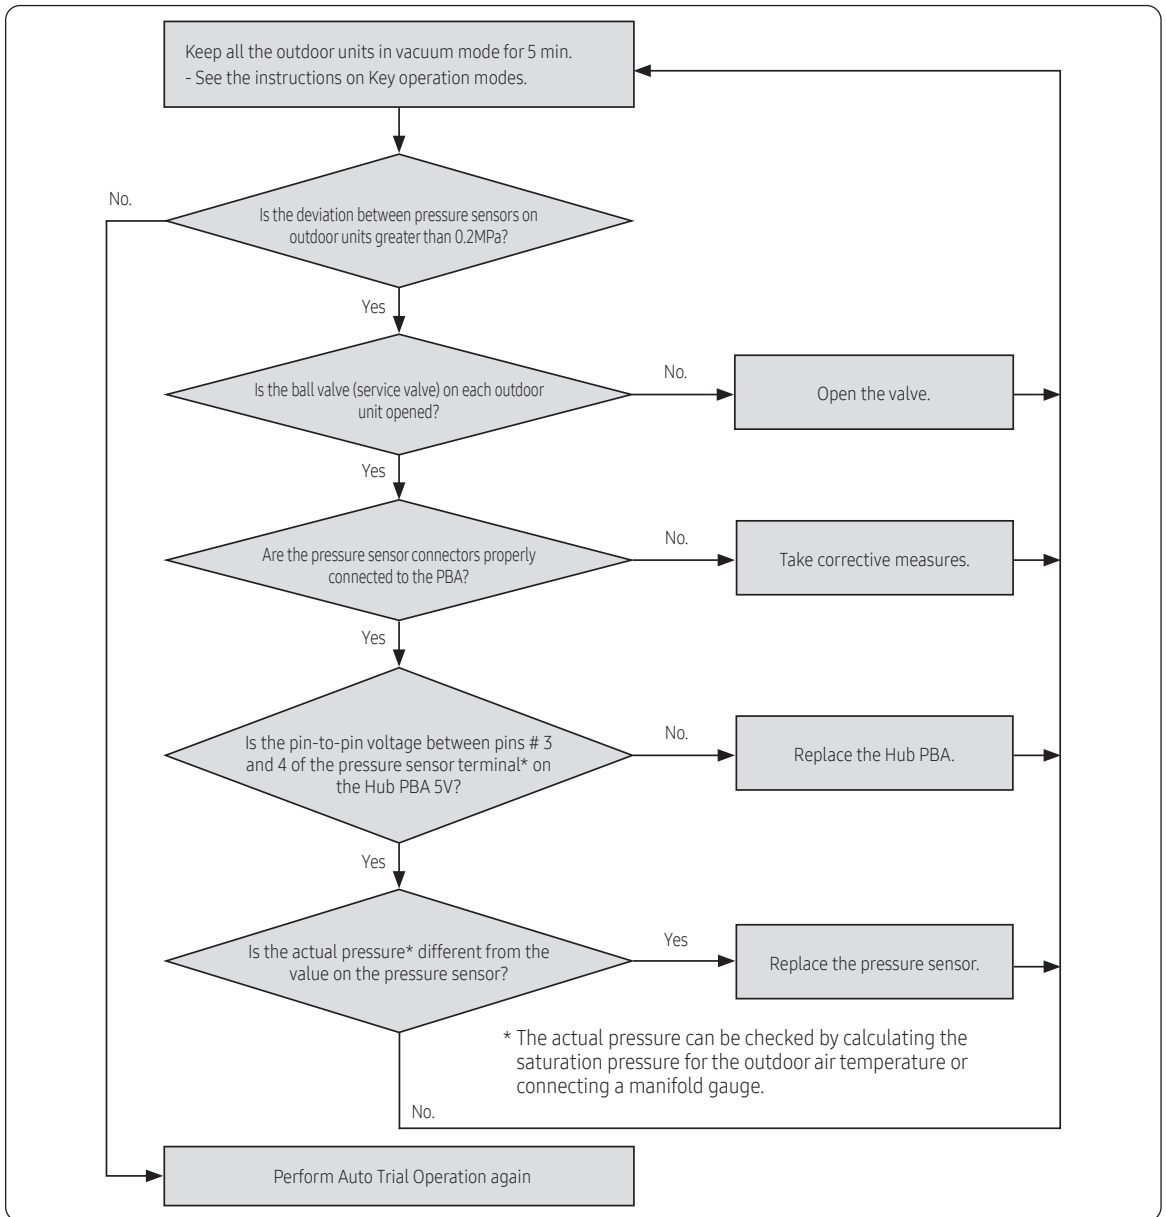 Keep all the outdoor units in vacuum mode for 5 min.
- See the instructions on Key operation modes.
No.
Is the deviation between pressure sensors on
outdoor units greater than 0.2MPa?
Yes
Is the ball valve (service valve) on each outdoor
unit opened?
No.
Open the valve.
Yes
Are the pressure sensor connectors properly
connected to the PBA?
No.
Take corrective measures.
Yes
Is the pin-to-pin voltage between pins # 3
and 4 of the pressure sensor terminal* on
the Hub PBA 5V?
No.
Replace the Hub PBA.
Yes
Is the actual pressure* different from the
value on the pressure sensor?
Yes
Replace the pressure sensor.
* The actual pressure can be checked by calculating the
saturation pressure for the outdoor air temperature or
connecting a manifold gauge.
No.
Perform Auto Trial Operation again